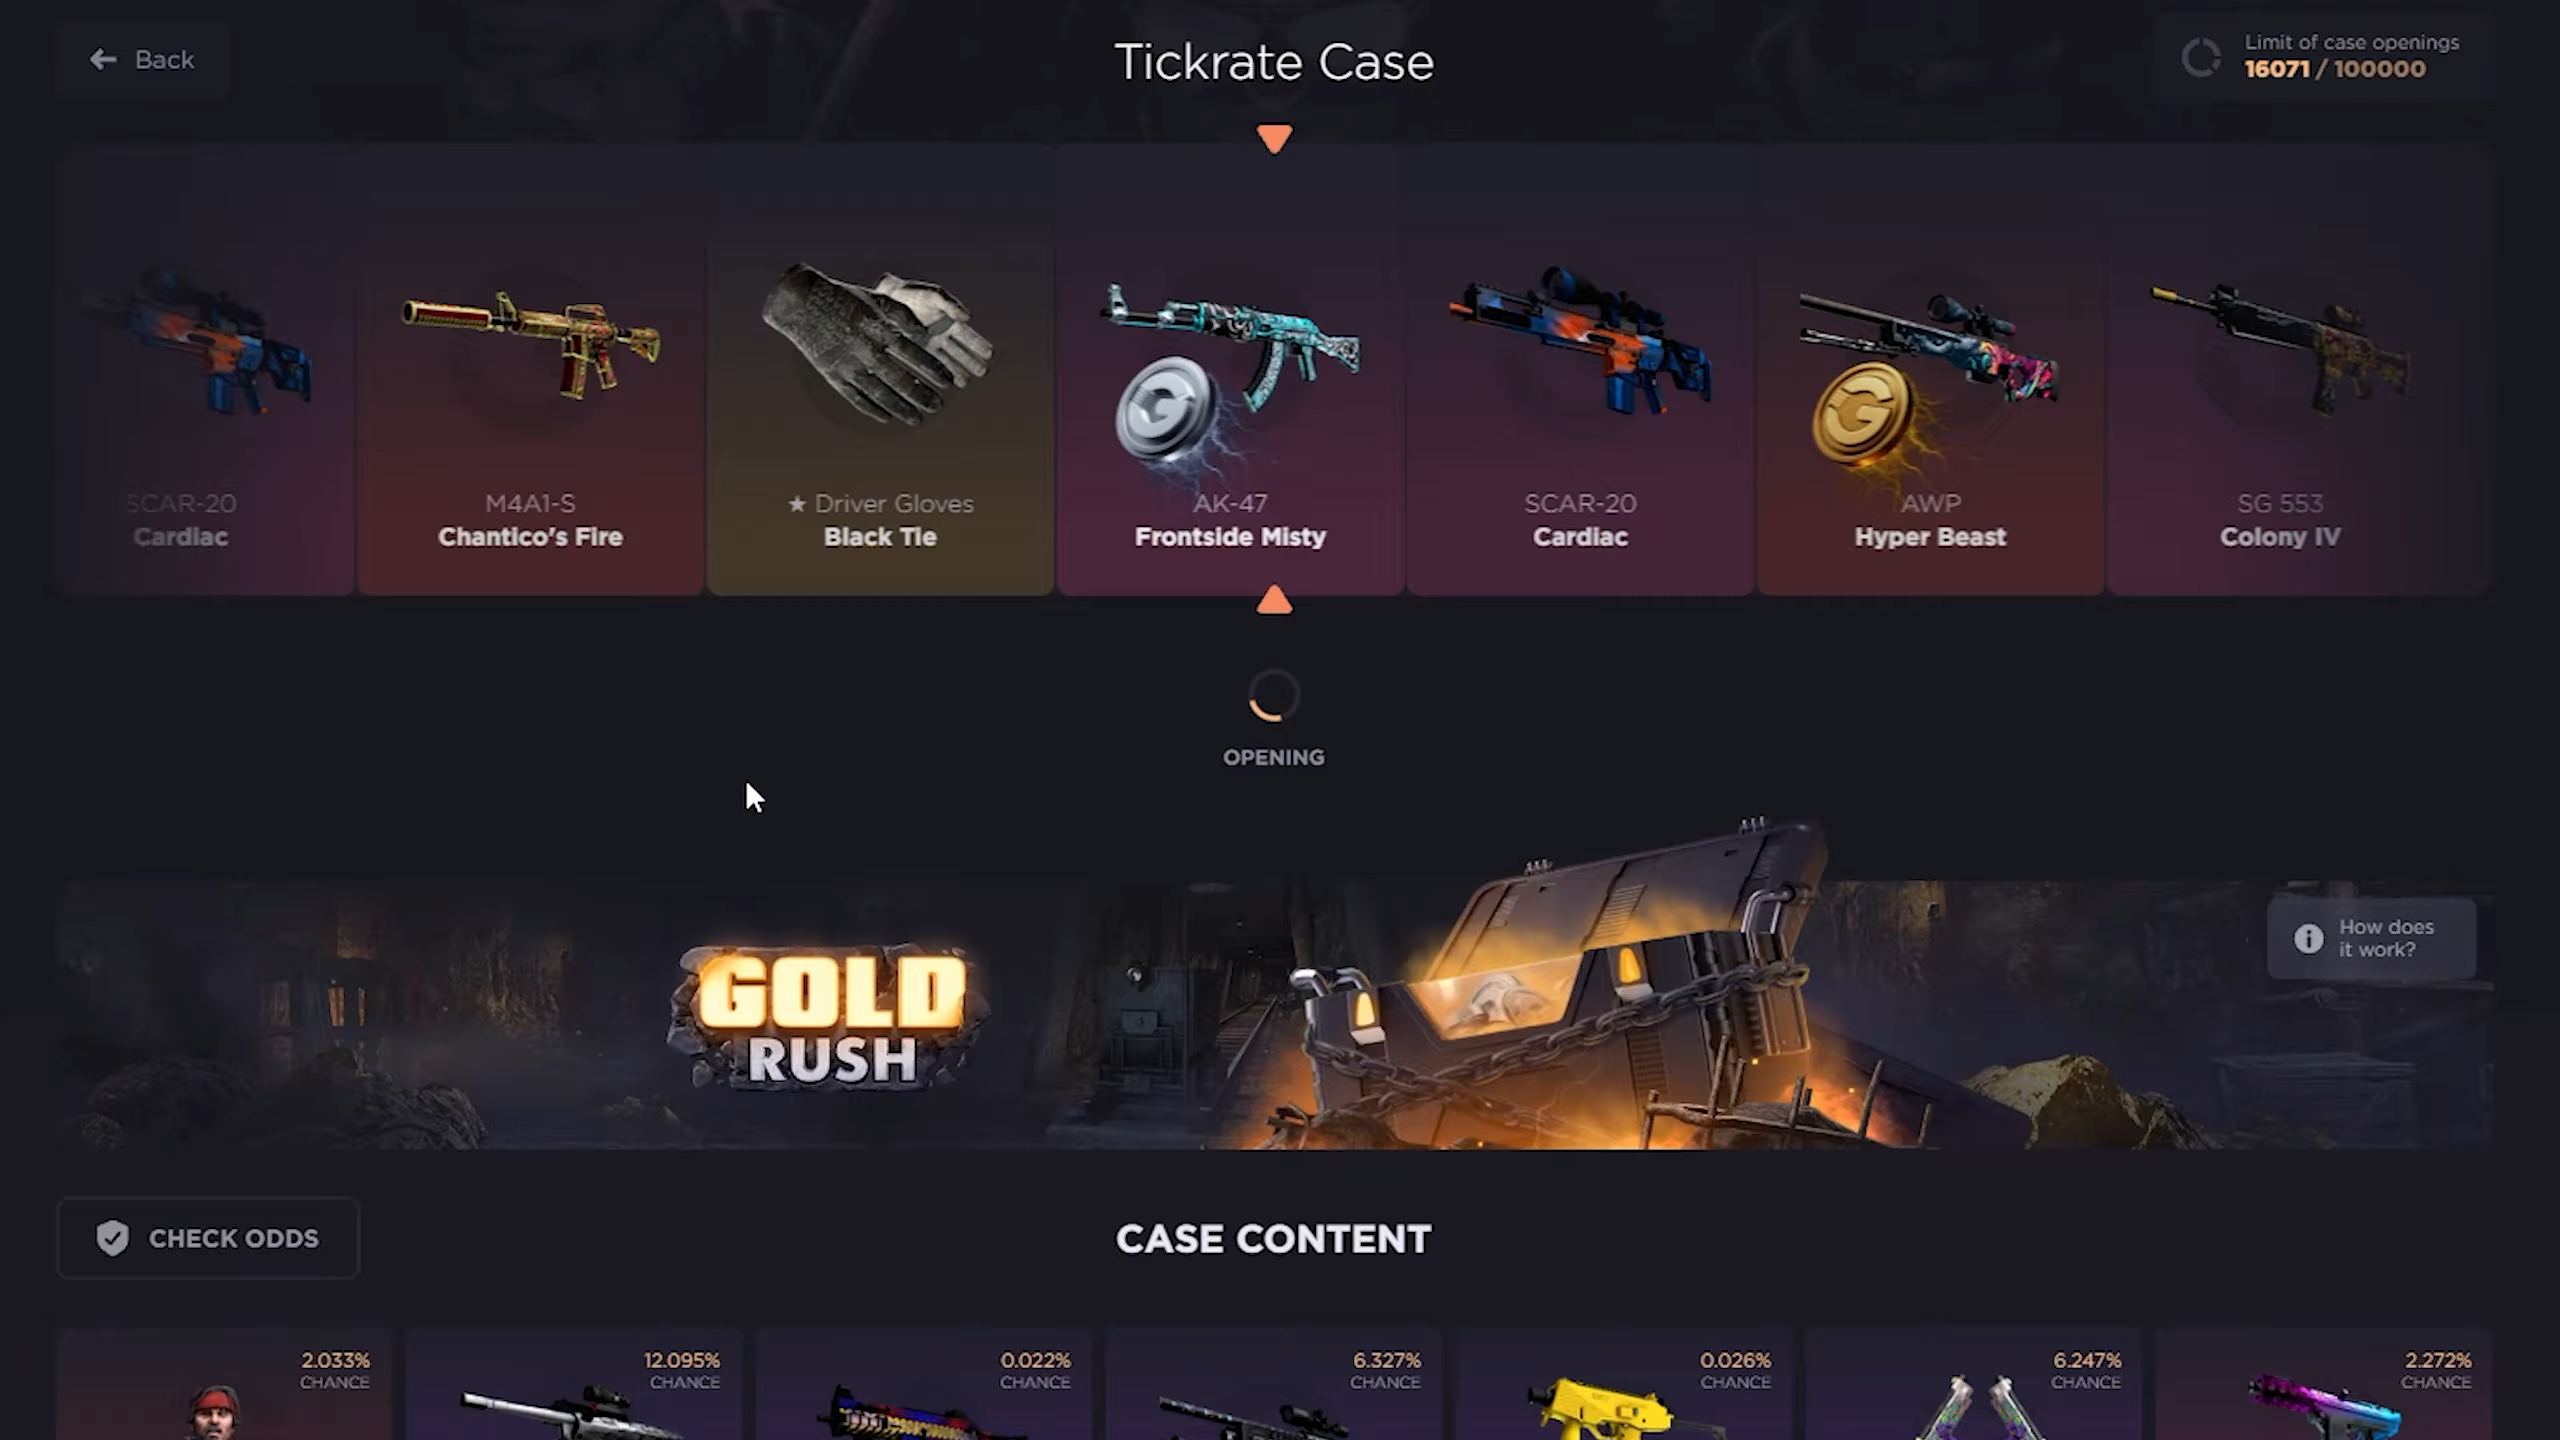 Back
Tickrate Case
Limit of case openings
16071 / 100000
SCAR-20
Cardiac
M4A1-S
Chantico's Fire
★ Driver Gloves
Black Tie
AK-47
Frontside Misty
SCAR-20
Cardiac
AWP
Hyper Beast
SG 553
Colony IV
OPENING
GOLD
RUSH
How does
it work?
CHECK ODDS
CASE CONTENT
2.033%
CHANCE
12.095%
CHANCE
0.022%
CHANCE
6.327%
CHANCE
0.026%
CHANCE
6.247%
CHANCE
2.272%
CHANCE